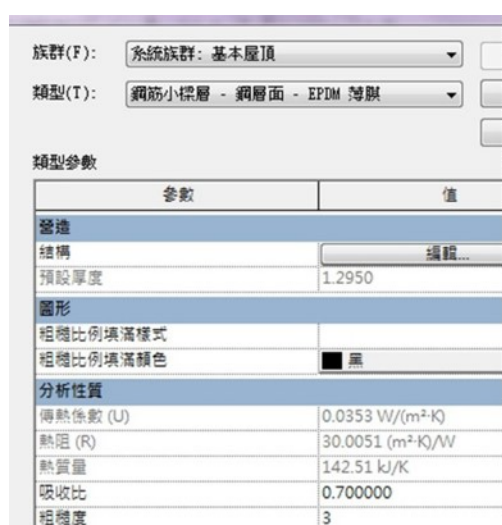 族群(F): 系統族群: 基本屋頂
類型(T): 鋼筋小樑層 - 鋼層面 - EPDM 薄膜
類型參數
參數 值
營造
結構 編輯...
預設厚度 1.2950
圖形
粗糙比例填滿樣式
粗糙比例填滿顏色 黑
分析性質
傳熱係數 (U) 0.0353 W/(m²·K)
熱阻 (R) 30.0051 (m²·K)/W
熱質量 142.51 kJ/K
吸收比 0.700000
粗糙度 3